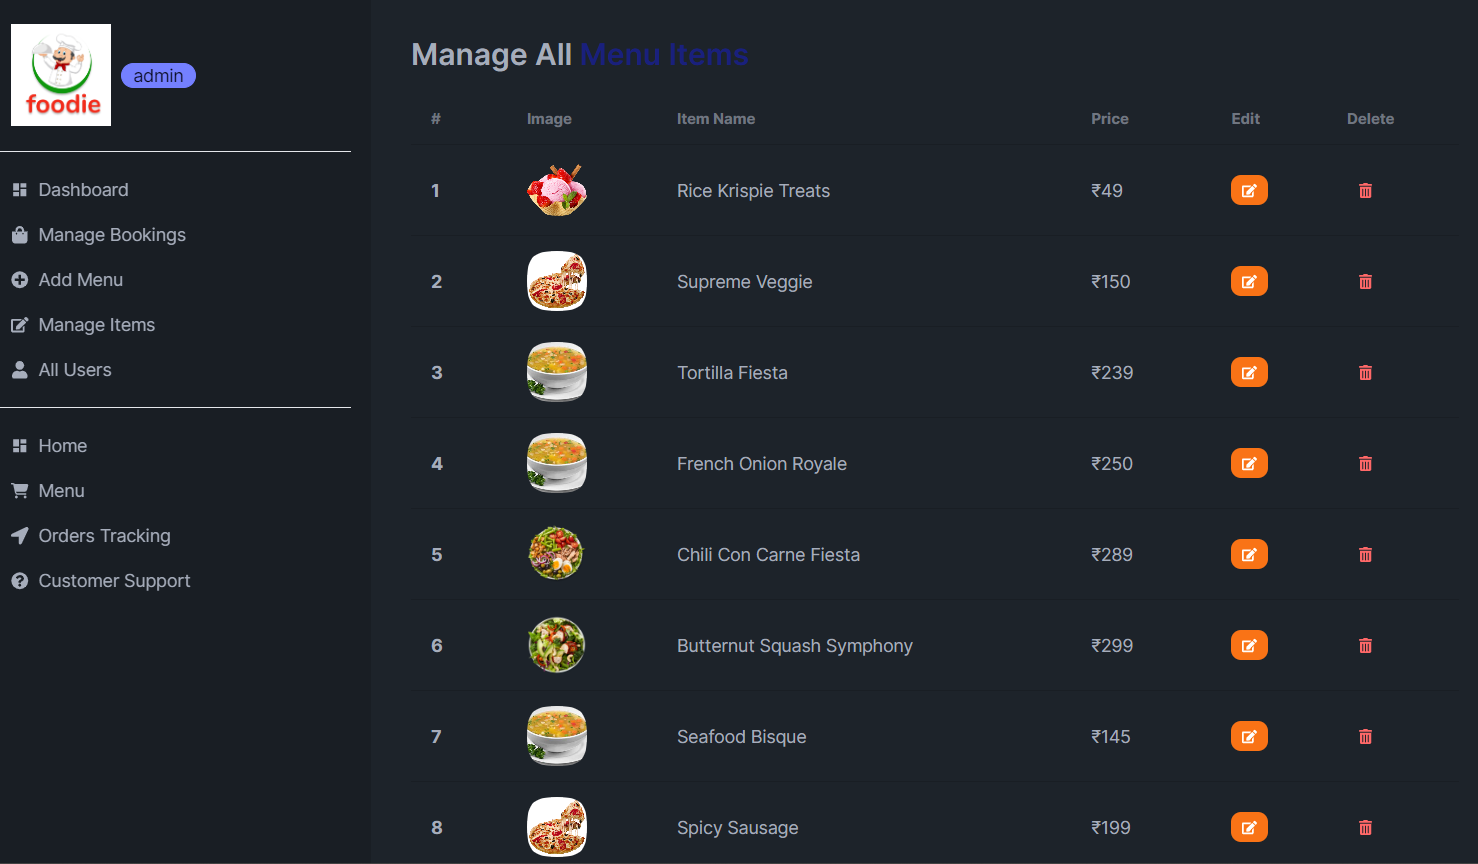 foodie
admin
Dashboard
Manage Bookings
Add Menu
Manage Items
All Users
Home
Menu
Orders Tracking
Customer Support
Manage All Menu Items
# Image Item Name Price Edit Delete
1 Rice Krispie Treats ₹49
2 Supreme Veggie ₹150
3 Tortilla Fiesta ₹239
4 French Onion Royale ₹250
5 Chili Con Carne Fiesta ₹289
6 Butternut Squash Symphony ₹299
7 Seafood Bisque ₹145
8 Spicy Sausage ₹199